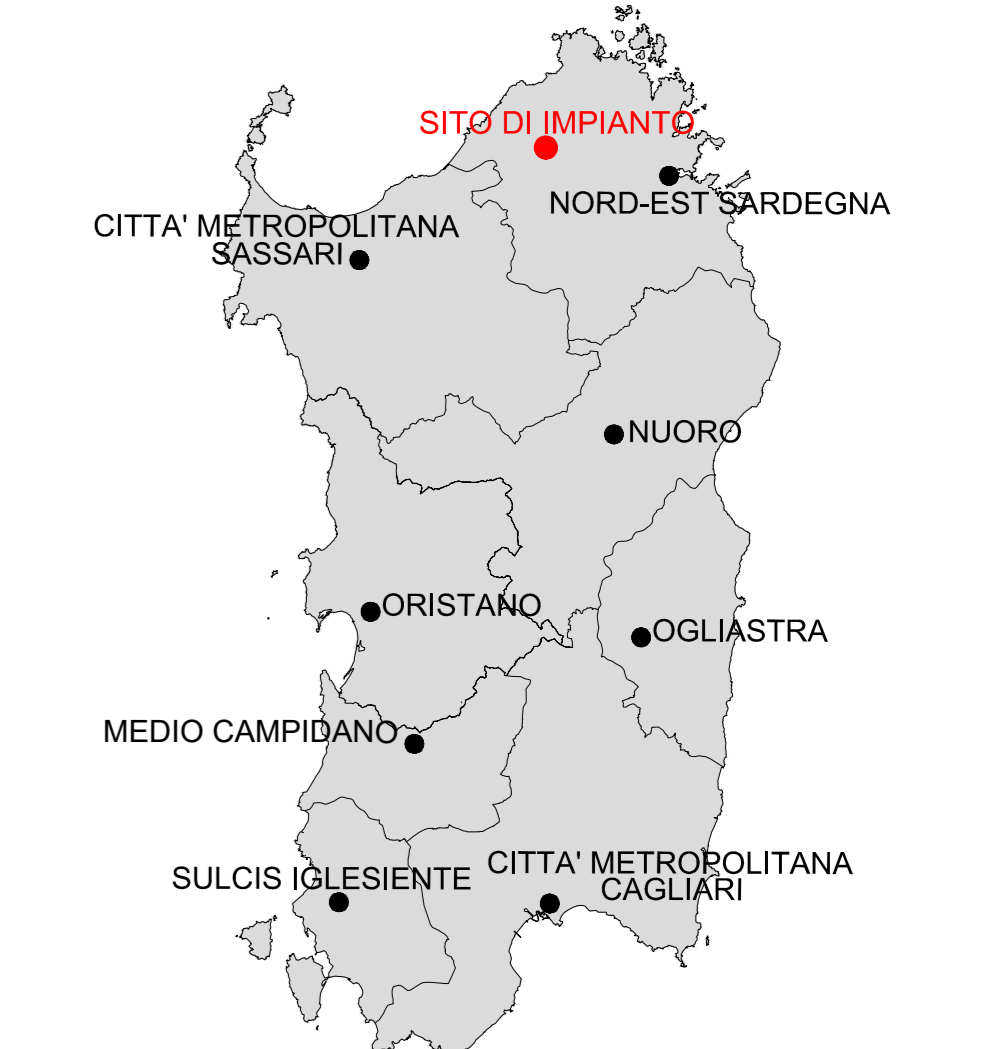 SITO DI IMPIANTO
NORD-EST SARDEGNA
CITTA' METROPOLITANA
SASSARI
NUORO
ORISTANO
OGLIASTRA
MEDIO CAMPIDANO
CITTA' METROPOLITANA
CAGLIARI
SULCIS IGLESIENTE